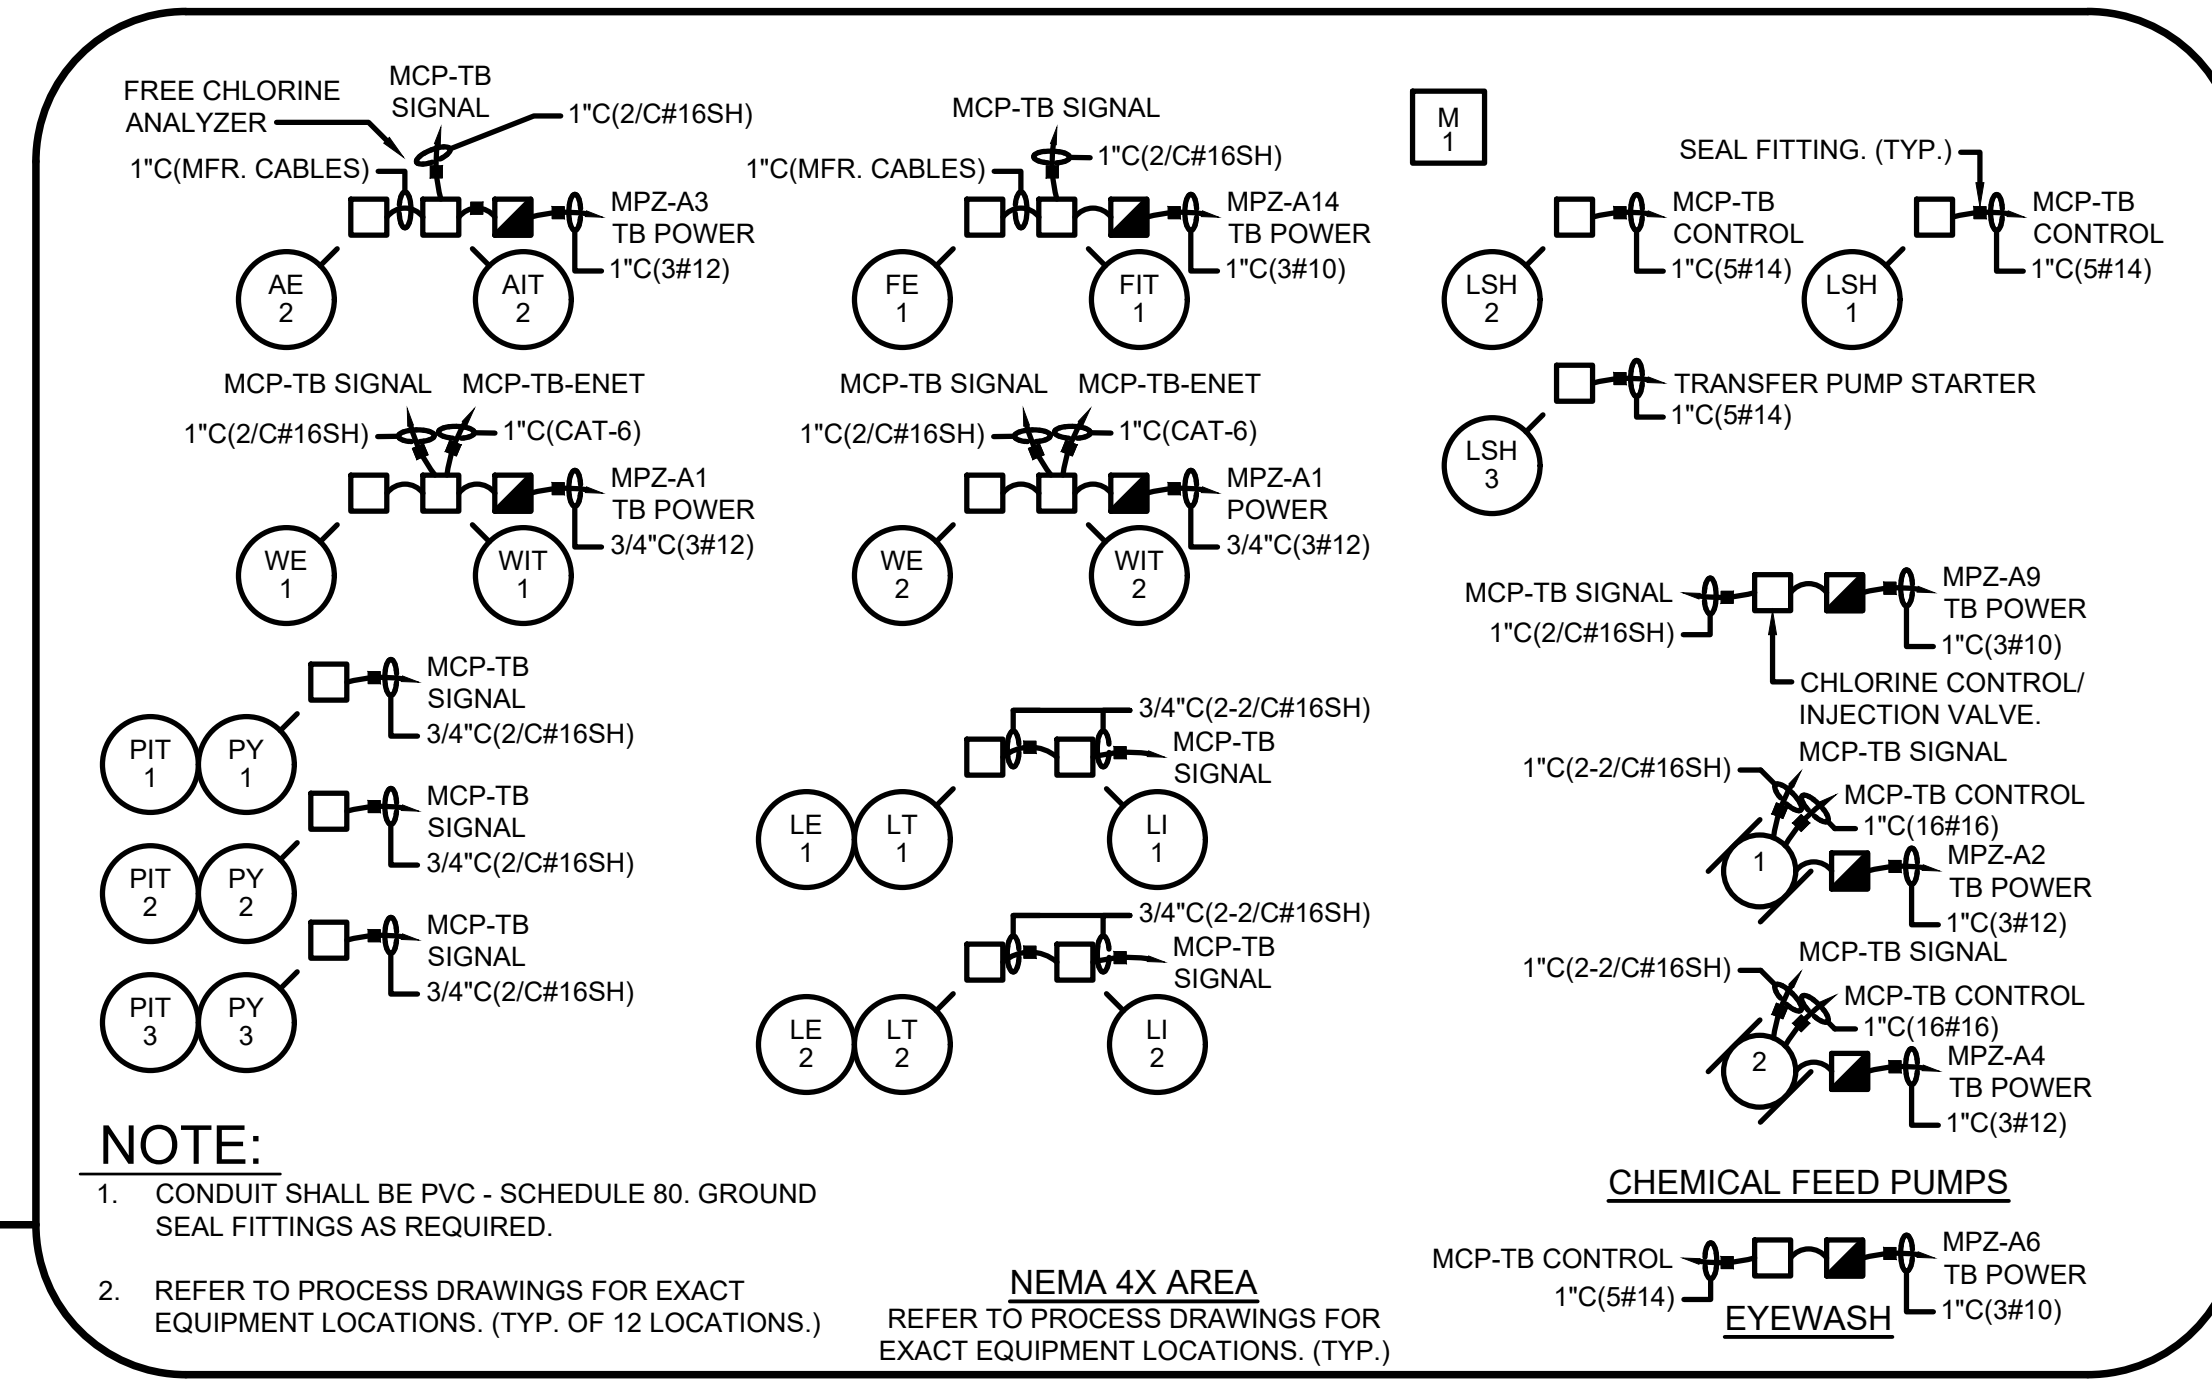 FREE CHLORINE
ANALYZER
MCP-TB
SIGNAL
1"C(2/C#16SH)
1"C(MFR. CABLES)
MPZ-A3
TB POWER
1"C(3#12)
AE
2
AIT
2
MCP-TB SIGNAL
1"C(2/C#16SH)
1"C(MFR. CABLES)
MPZ-A14
TB POWER
1"C(3#10)
FE
1
FIT
1
M
1
SEAL FITTING. (TYP.)
MCP-TB
CONTROL
1"C(5#14)
LSH
2
MCP-TB
CONTROL
1"C(5#14)
LSH
1
TRANSFER PUMP STARTER
1"C(5#14)
LSH
3
MCP-TB SIGNAL
MCP-TB-ENET
1"C(2/C#16SH)
1"C(CAT-6)
MPZ-A1
TB POWER
3/4"C(3#12)
WE
1
WIT
1
MCP-TB SIGNAL
MCP-TB-ENET
1"C(2/C#16SH)
1"C(CAT-6)
MPZ-A1
POWER
3/4"C(3#12)
WE
2
WIT
2
MCP-TB SIGNAL
1"C(2/C#16SH)
MPZ-A9
TB POWER
1"C(3#10)
CHLORINE CONTROL/
INJECTION VALVE.
MCP-TB
SIGNAL
3/4"C(2/C#16SH)
PIT
1
PY
1
MCP-TB
SIGNAL
3/4"C(2/C#16SH)
PIT
2
PY
2
MCP-TB
SIGNAL
3/4"C(2/C#16SH)
PIT
3
PY
3
3/4"C(2-2/C#16SH)
MCP-TB
SIGNAL
LE
1
LT
1
LI
1
3/4"C(2-2/C#16SH)
MCP-TB
SIGNAL
LE
2
LT
2
LI
2
MCP-TB SIGNAL
1"C(2-2/C#16SH)
MCP-TB CONTROL
1"C(16#16)
1
MPZ-A2
TB POWER
1"C(3#12)
MCP-TB SIGNAL
1"C(2-2/C#16SH)
MCP-TB CONTROL
1"C(16#16)
2
MPZ-A4
TB POWER
1"C(3#12)
CHEMICAL FEED PUMPS
MCP-TB CONTROL
1"C(5#14)
MPZ-A6
TB POWER
1"C(3#10)
EYEWASH
NOTE:
1. CONDUIT SHALL BE PVC - SCHEDULE 80. GROUND
SEAL FITTINGS AS REQUIRED.
2. REFER TO PROCESS DRAWINGS FOR EXACT
EQUIPMENT LOCATIONS. (TYP. OF 12 LOCATIONS.)
NEMA 4X AREA
REFER TO PROCESS DRAWINGS FOR
EXACT EQUIPMENT LOCATIONS. (TYP.)